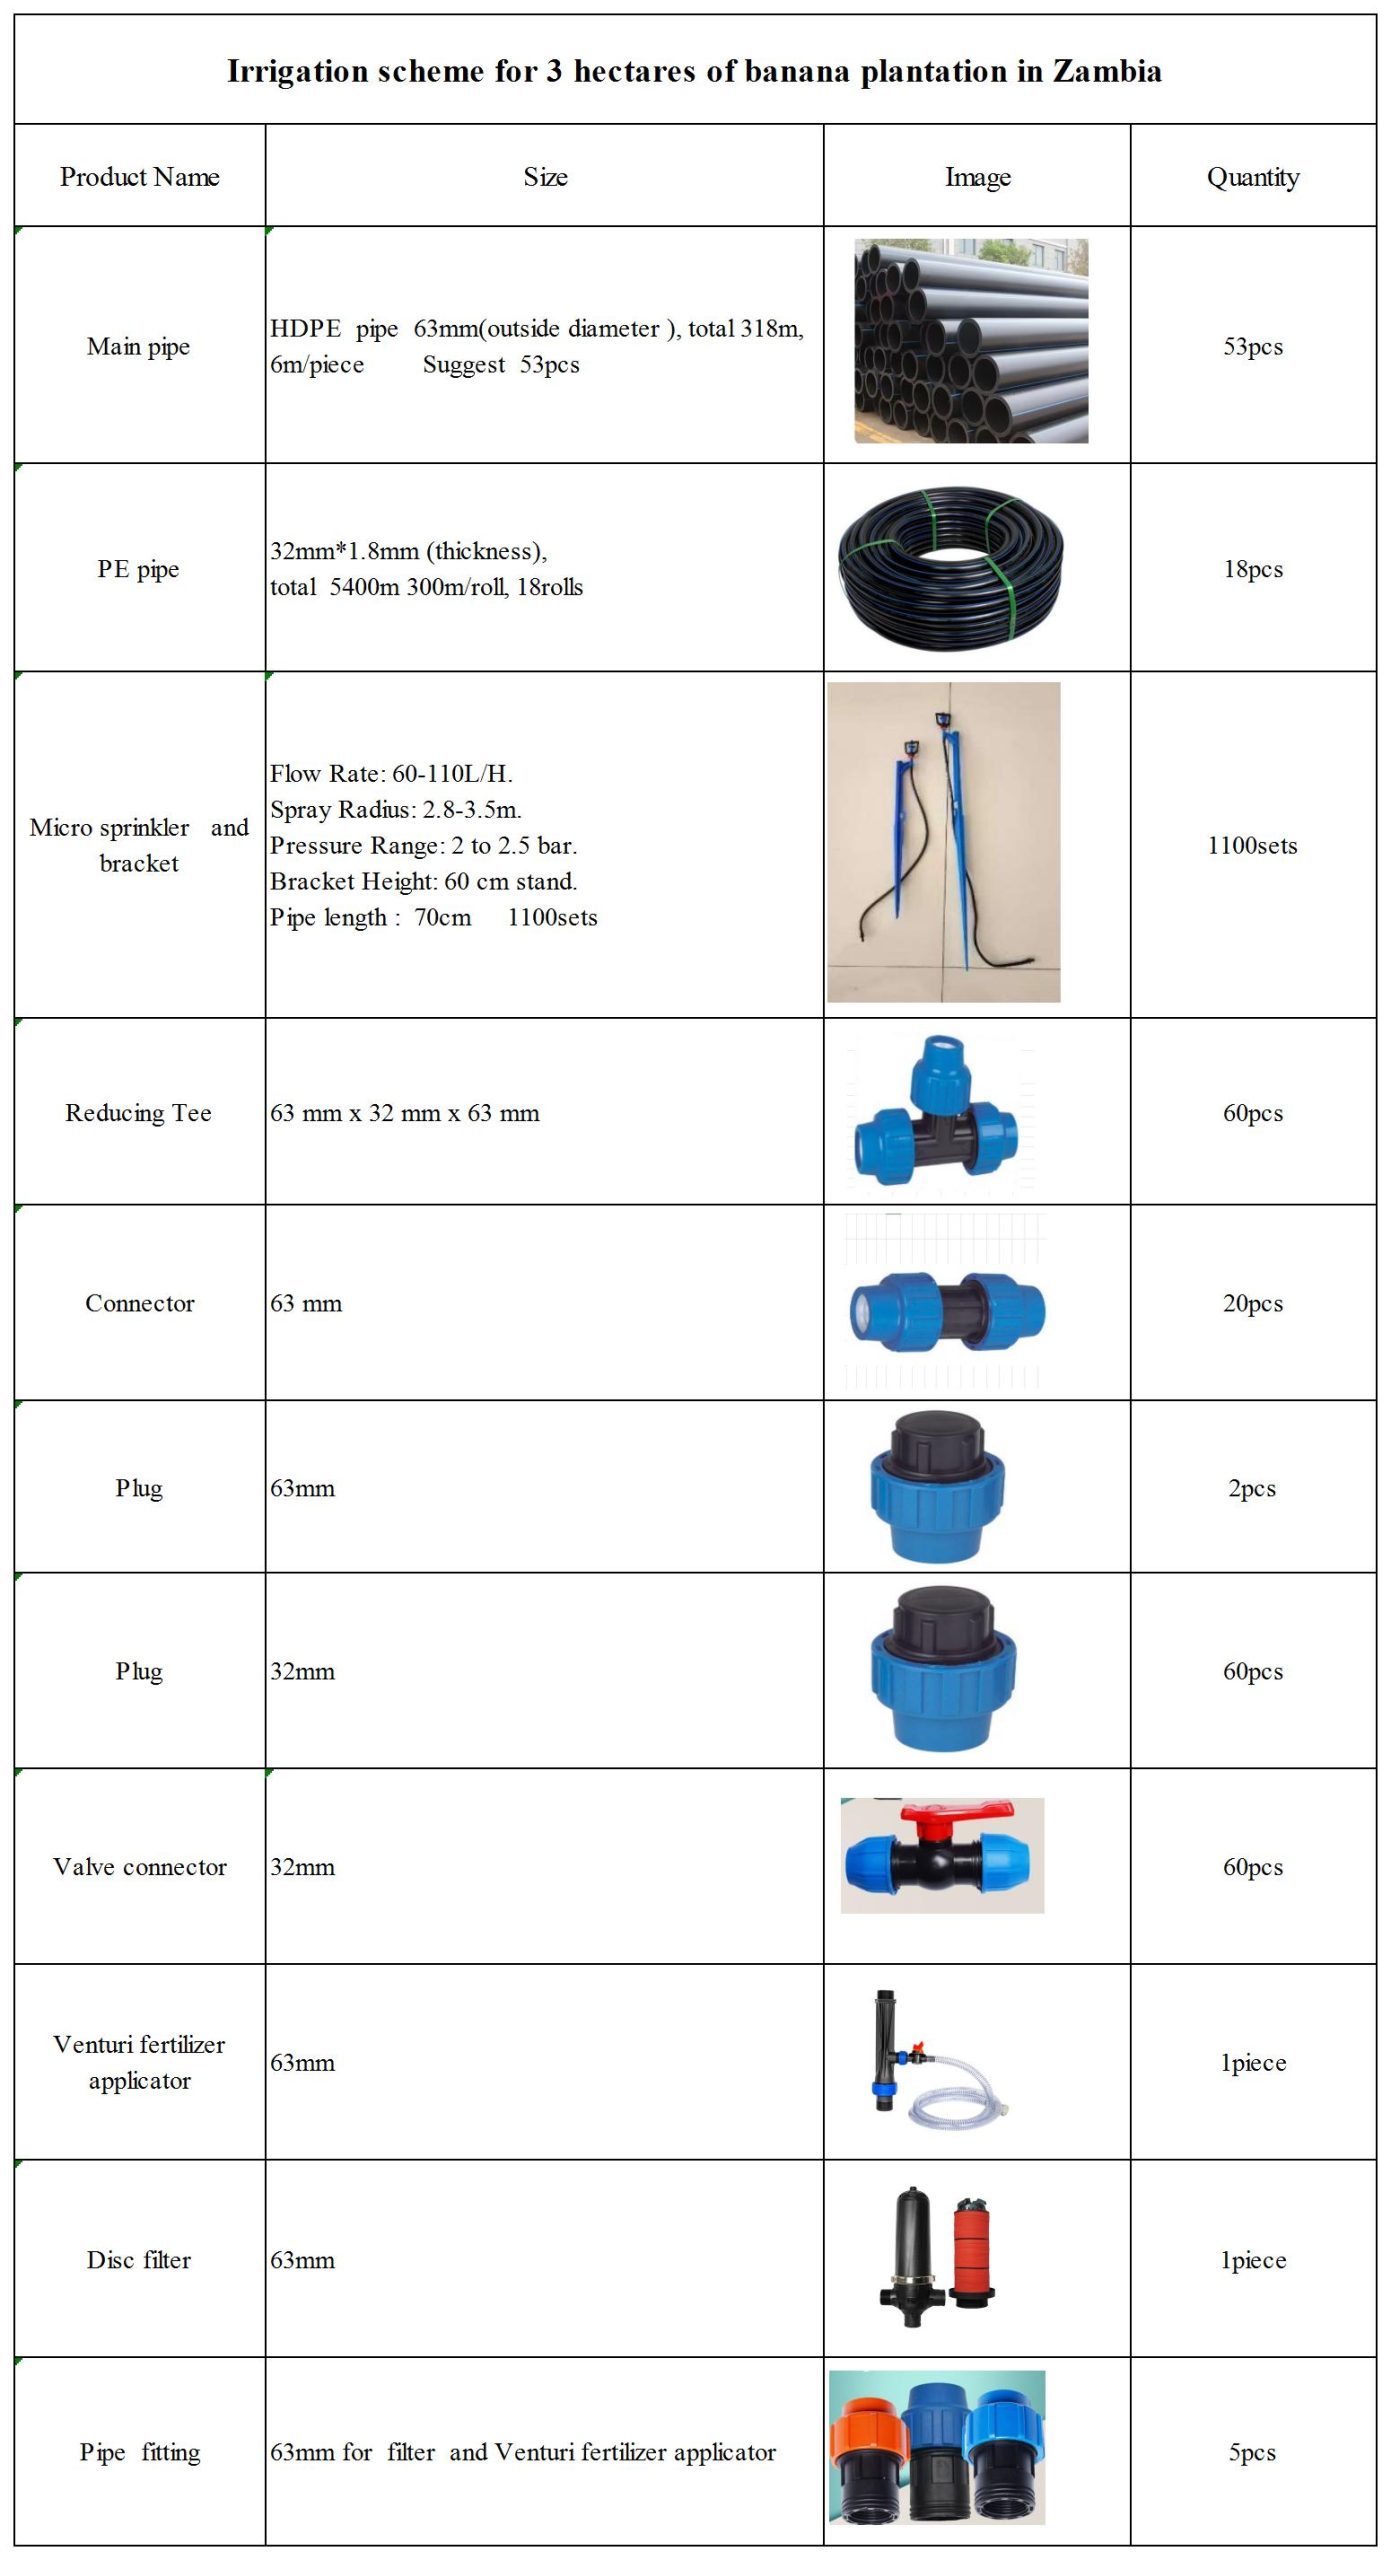 Irrigation scheme for 3 hectares of banana plantation in Zambia
Product Name
Size
Image
Quantity
Main pipe
HDPE pipe 63mm(outside diameter ), total 318m,
6m/piece Suggest 53pcs
53pcs
PE pipe
32mm*1.8mm (thickness),
total 5400m 300m/roll, 18rolls
18pcs
Micro sprinkler and
bracket
Flow Rate: 60-110L/H.
Spray Radius: 2.8-3.5m.
Pressure Range: 2 to 2.5 bar.
Bracket Height: 60 cm stand.
Pipe length : 70cm 1100sets
1100sets
Reducing Tee
63 mm x 32 mm x 63 mm
60pcs
Connector
63 mm
20pcs
Plug
63mm
2pcs
Plug
32mm
60pcs
Valve connector
32mm
60pcs
Venturi fertilizer
applicator
63mm
1piece
Disc filter
63mm
1piece
Pipe fitting
63mm for filter and Venturi fertilizer applicator
5pcs